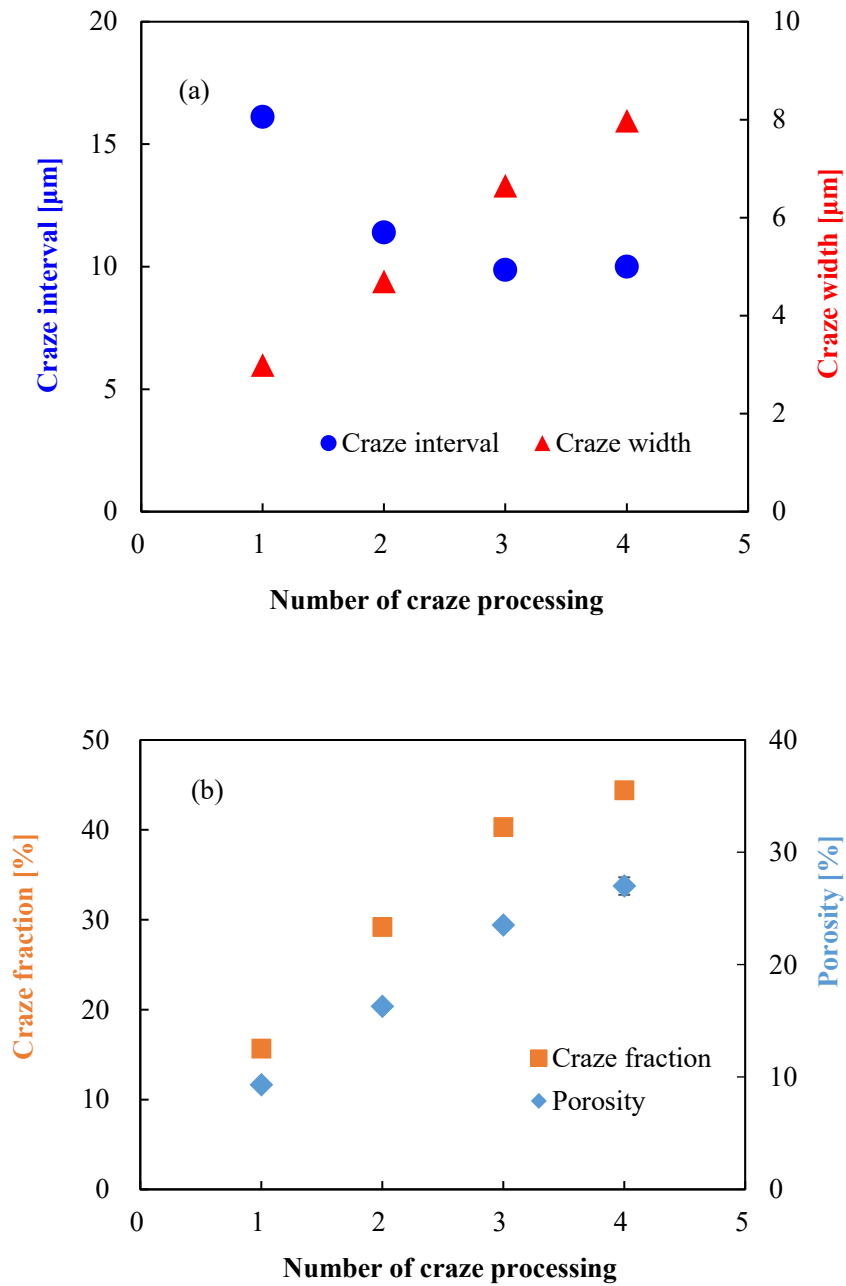 20
15
10
5
0
Craze interval [μm]
(a)
10
8
6
4
2
0
Craze width [μm]
Craze interval
Craze width
0 1 2 3 4 5
Number of craze processing
50
40
30
20
10
0
Craze fraction [%]
(b)
40
30
20
10
0
Porosity [%]
Craze fraction
Porosity
0 1 2 3 4 5
Number of craze processing